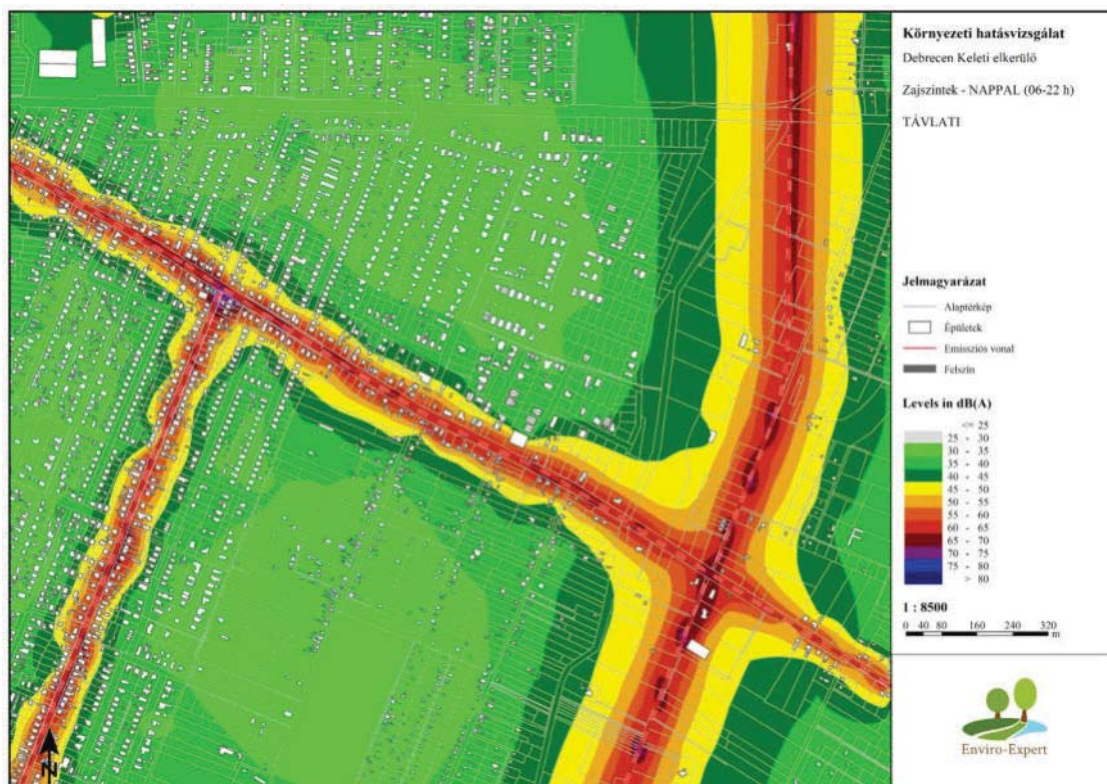 Környezeti hatásvizsgálat
Debrecen Keleti elkerülő
Zajszintek - NAPPAL (06-22 h)
TÁVLATI
Jelmagyarázat
Alaptérkép
Épületek
Emissziós vonal
Felszín
Levels in dB(A)
<= 25
25 - 30
30 - 35
35 - 40
40 - 45
45 - 50
50 - 55
55 - 60
60 - 65
65 - 70
70 - 75
75 - 80
> 80
1 : 8500
0 40 80 160 240 320
m
Enviro-Expert
N